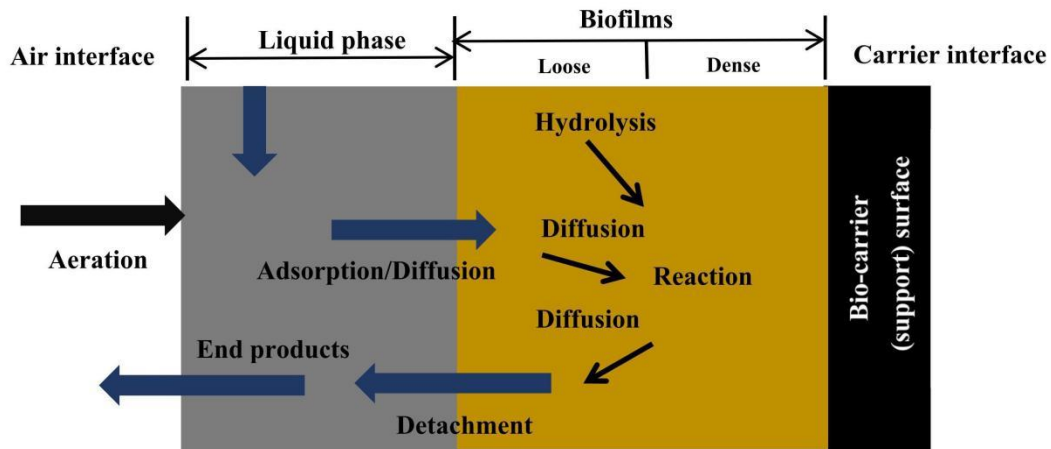 Biofilms
Air interface
Liquid phase
Loose
Dense
Carrier interface
Hydrolysis
Diffusion
Aeration
Adsorption/Diffusion
Reaction
Diffusion
End products
Detachment
Bio-carrier
(support) surface